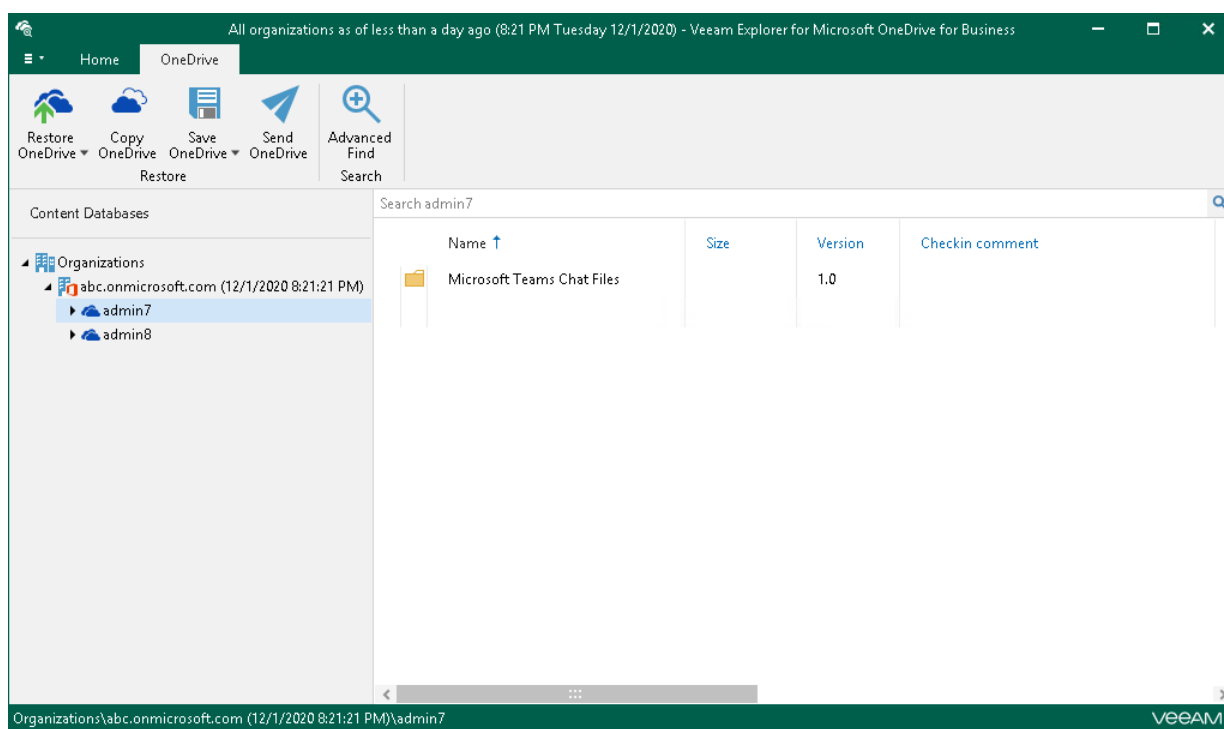 All organizations as of less than a day ago (8:21 PM Tuesday 12/1/2020) - Veeam Explorer for Microsoft OneDrive for Business
Home OneDrive
Restore OneDrive
Copy OneDrive
Save OneDrive
Send OneDrive
Advanced Find
Restore Search
Content Databases
Search admin7
Name Size Version Checkin comment
Organizations
Microsoft Teams Chat Files 1.0
abc.onmicrosoft.com (12/1/2020 8:21:21 PM)
admin7
admin8
Organizations\abc.onmicrosoft.com (12/1/2020 8:21:21 PM)\admin7 veeAM